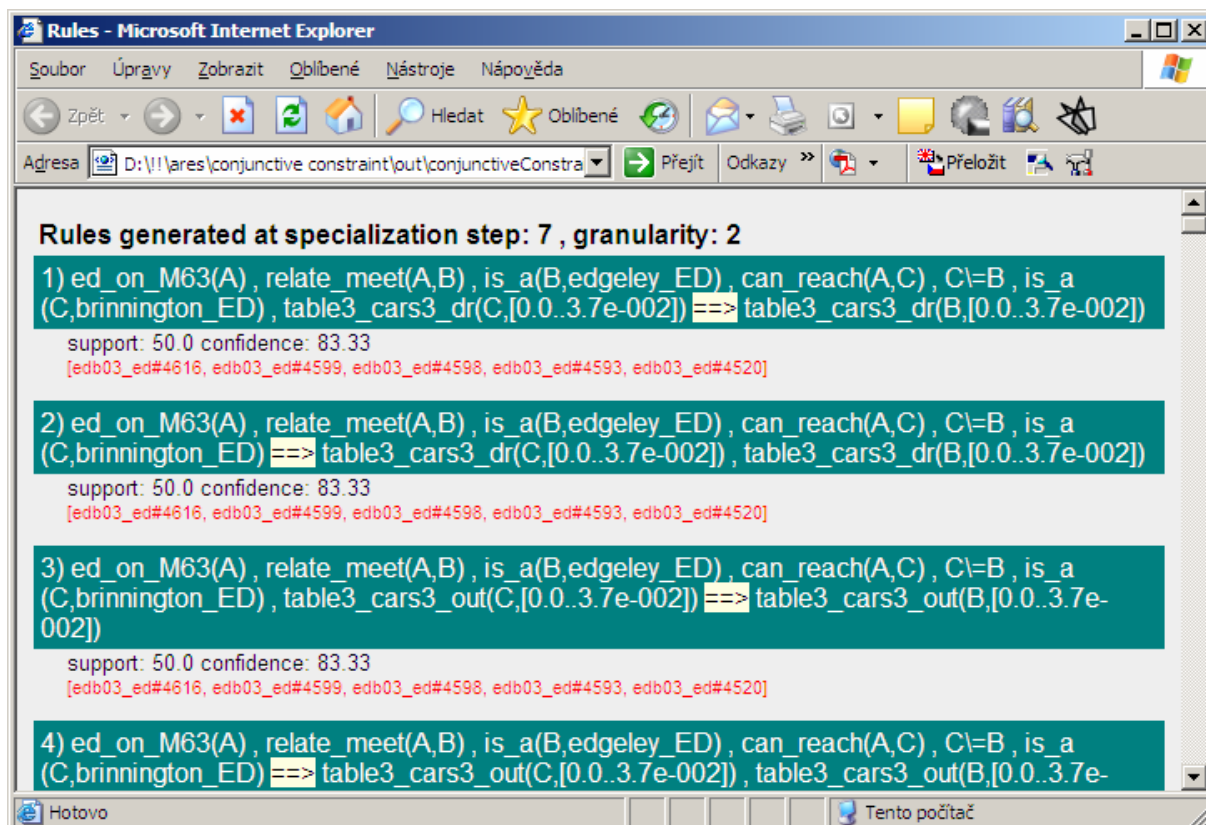 Rules - Microsoft Internet Explorer
Soubor Úpravy Zobrazit Oblíbené Nástroje Nápověda
Zpět Hledat Oblíbené
Adresa D:\!!\ares\conjunctive constraint\out\conjunctiveConstra Přejít Odkazy » Přeložit
Rules generated at specialization step: 7 , granularity: 2
1) ed_on_M63(A) , relate_meet(A,B) , is_a(B,edgeley_ED) , can_reach(A,C) , C\=B , is_a
(C,brinnington_ED) , table3_cars3_dr(C,[0.0..3.7e-002]) ==> table3_cars3_dr(B,[0.0..3.7e-002])
support: 50.0 confidence: 83.33
[edb03_ed#4616, edb03_ed#4599, edb03_ed#4598, edb03_ed#4593, edb03_ed#4520]
2) ed_on_M63(A) , relate_meet(A,B) , is_a(B,edgeley_ED) , can_reach(A,C) , C\=B , is_a
(C,brinnington_ED) ==> table3_cars3_dr(C,[0.0..3.7e-002]) , table3_cars3_dr(B,[0.0..3.7e-002])
support: 50.0 confidence: 83.33
[edb03_ed#4616, edb03_ed#4599, edb03_ed#4598, edb03_ed#4593, edb03_ed#4520]
3) ed_on_M63(A) , relate_meet(A,B) , is_a(B,edgeley_ED) , can_reach(A,C) , C\=B , is_a
(C,brinnington_ED) , table3_cars3_out(C,[0.0..3.7e-002]) ==> table3_cars3_out(B,[0.0..3.7e-
002])
support: 50.0 confidence: 83.33
[edb03_ed#4616, edb03_ed#4599, edb03_ed#4598, edb03_ed#4593, edb03_ed#4520]
4) ed_on_M63(A) , relate_meet(A,B) , is_a(B,edgeley_ED) , can_reach(A,C) , C\=B , is_a
(C,brinnington_ED) ==> table3_cars3_out(C,[0.0..3.7e-002]) , table3_cars3_out(B,[0.0..3.7e-
Hotovo Tento počítač